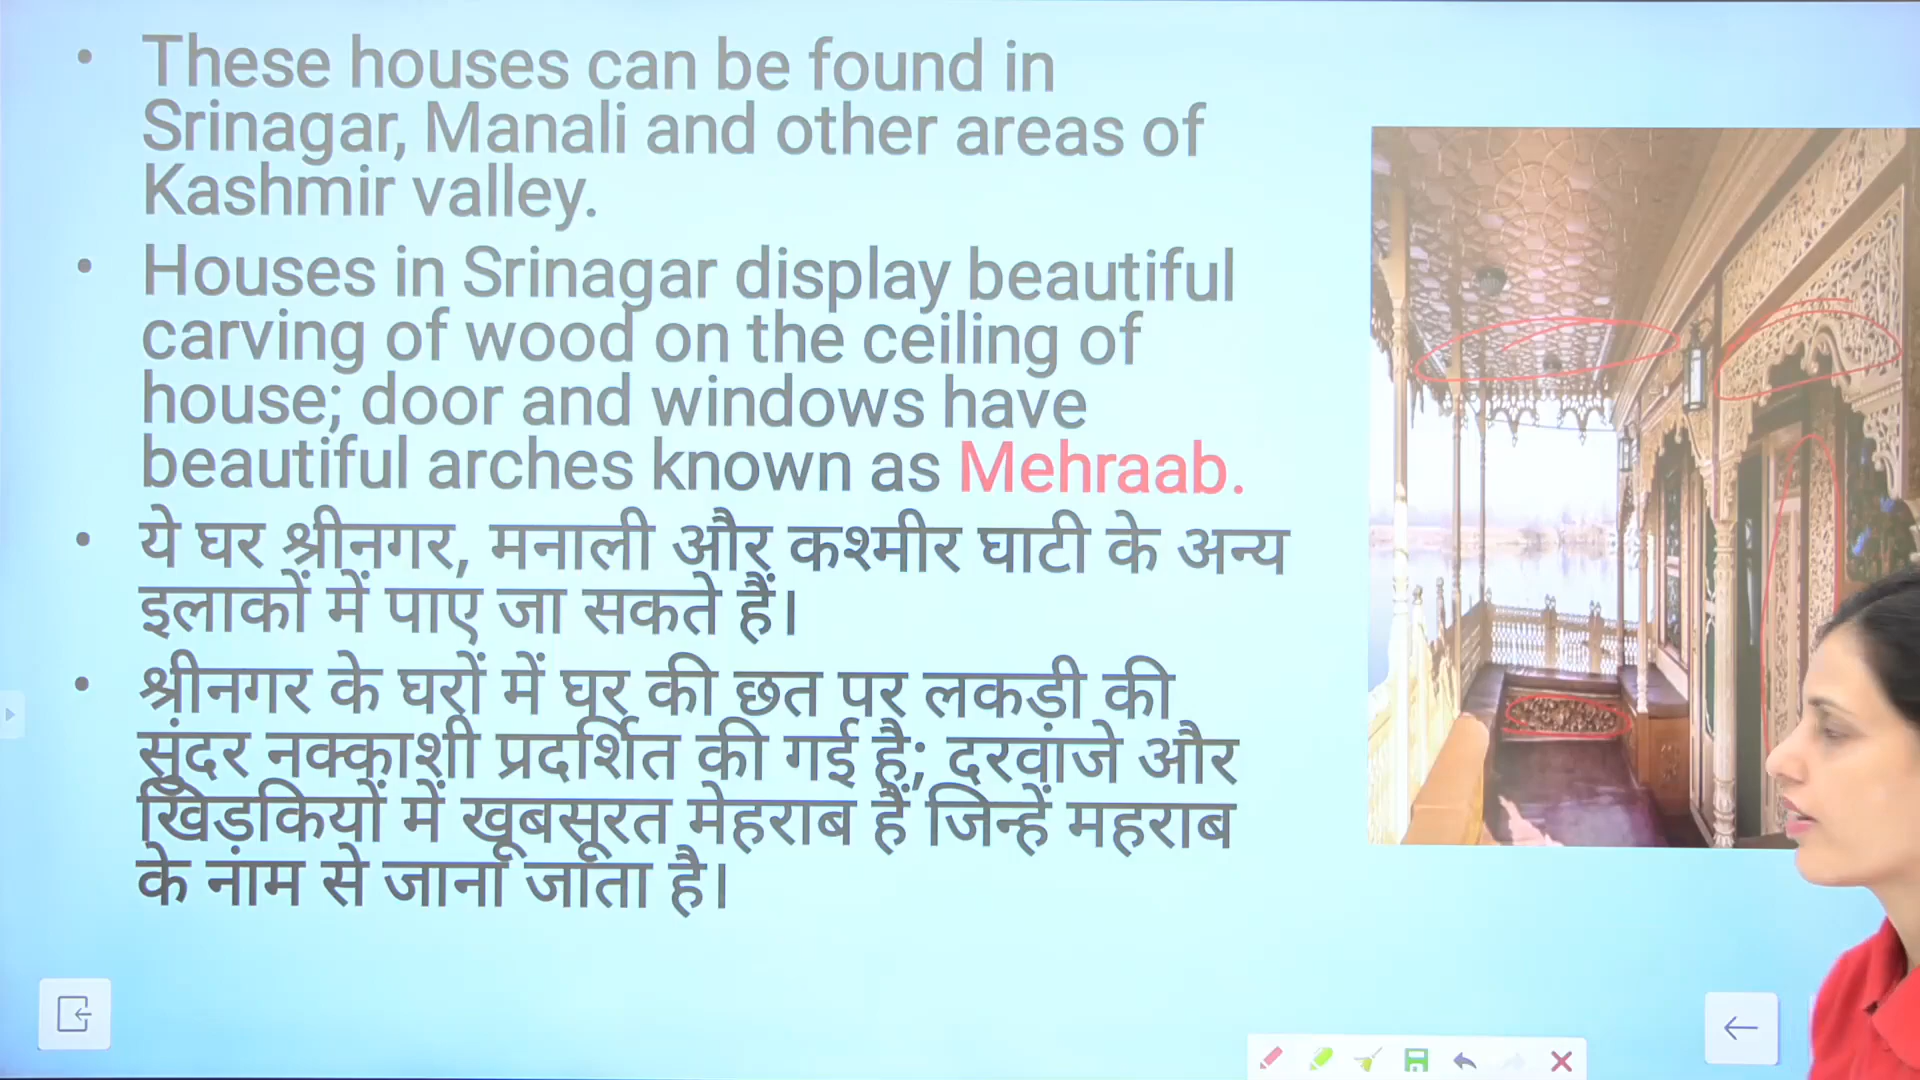 These houses can be found in
Srinagar, Manali and other areas of
Kashmir valley.
Houses in Srinagar display beautiful
carving of wood on the ceiling of
house; door and windows have
beautiful arches known as Mehraab.
ये घर श्रीनगर, मनाली और कश्मीर घाटी के अन्य
इलाकों में पाए जा सकते हैं।
श्रीनगर के घरों में घर की छत पर लकड़ी की
सुंदर नक्काशी प्रदर्शित की गई है; दरवाजे और
खिड़कियों में खूबसूरत मेहराब हैं जिन्हें महराब
के नाम से जाना जाता है।